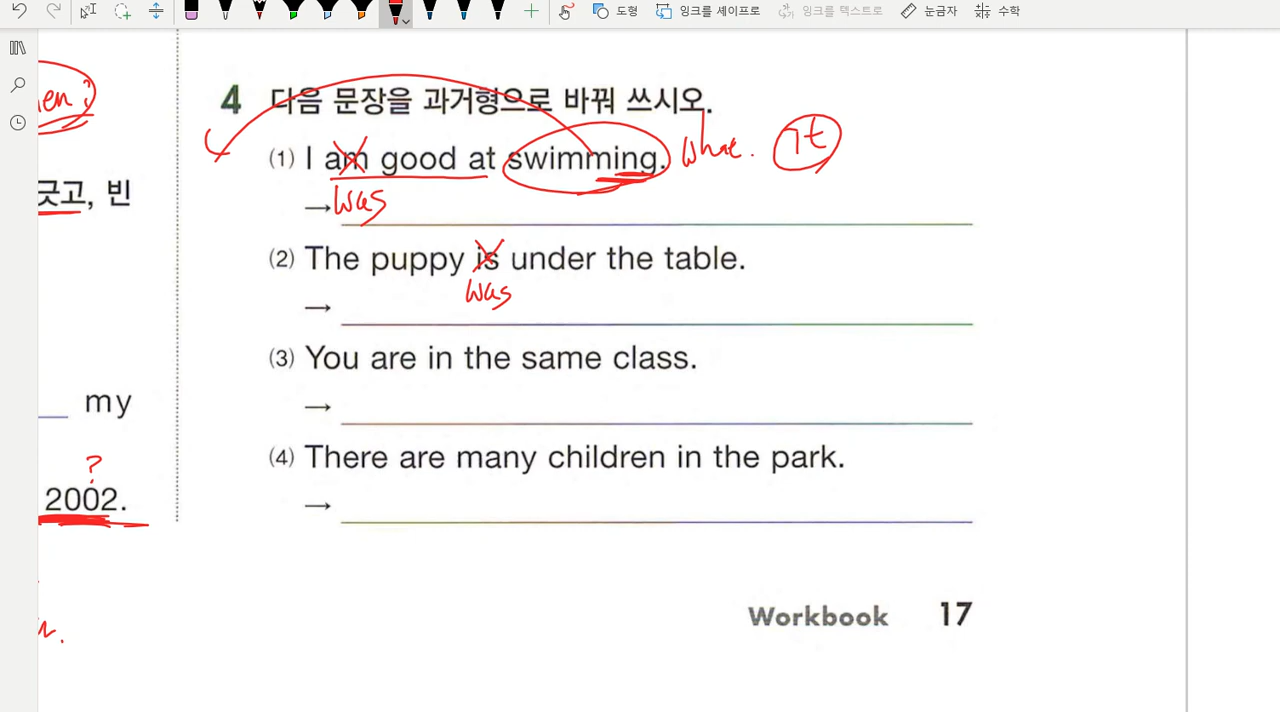 도형 잉크를 셰이프로 잉크를 텍스트로 눈금자 수학
4 다음 문장을 과거형으로 바꿔 쓰시오.
(1) I am good at swimming. what. it
→ was
(2) The puppy is under the table.
was
→
(3) You are in the same class.
→
(4) There are many children in the park.
→
Workbook 17
en?
긋고, 빈
my
?
2002.